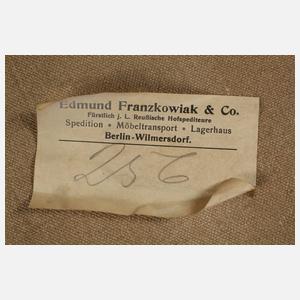 Edmund Franzkowiak & Co.
Fürstlich j. L. Reußische Hofspediteure
Spedition • Möbeltransport • Lagerhaus
Berlin-Wilmersdorf.
256